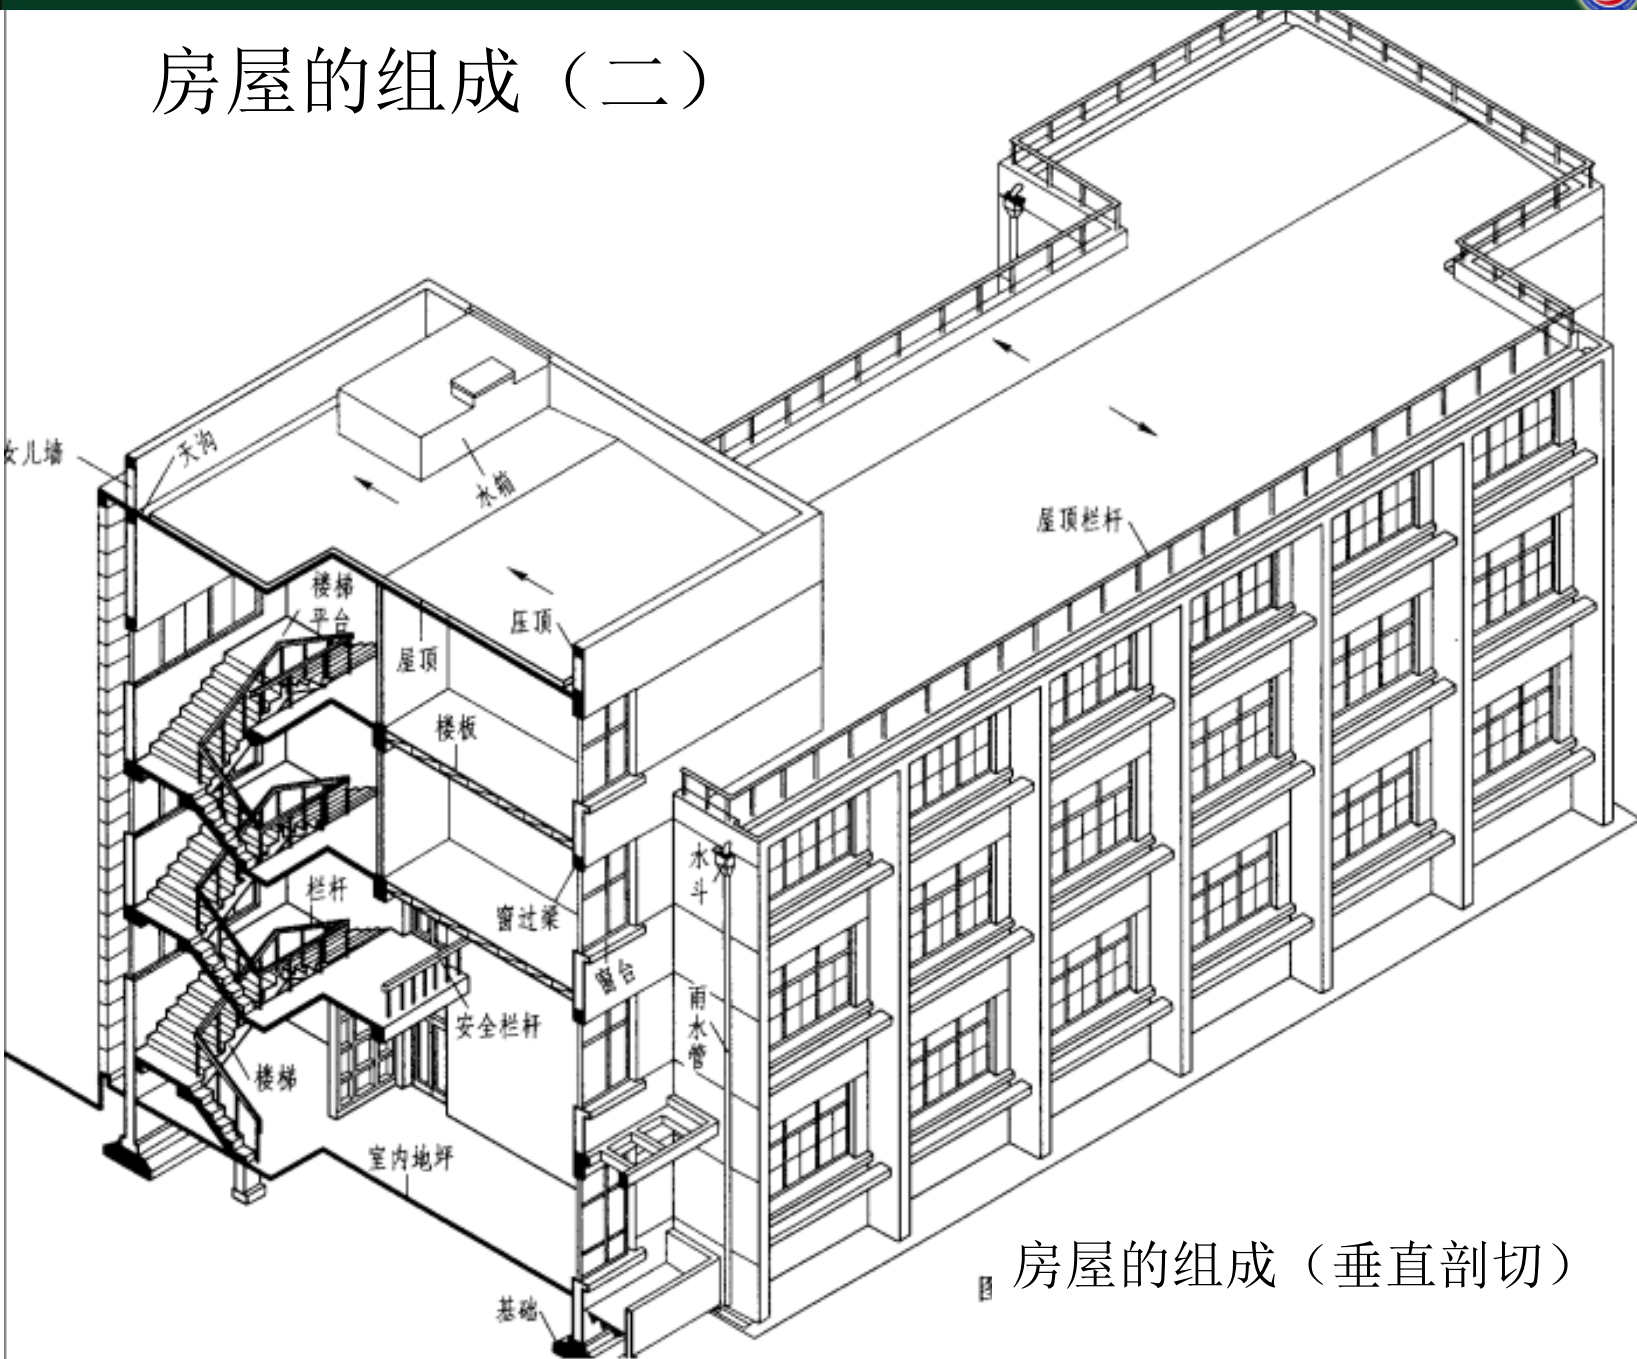 房屋的组成（二）
女儿墙
天沟
水箱
屋顶栏杆
楼梯
平台
压顶
屋顶
楼板
水斗
栏杆
窗过梁
窗台
雨水管
安全栏杆
楼梯
室内地坪
房屋的组成（垂直剖切）
基础